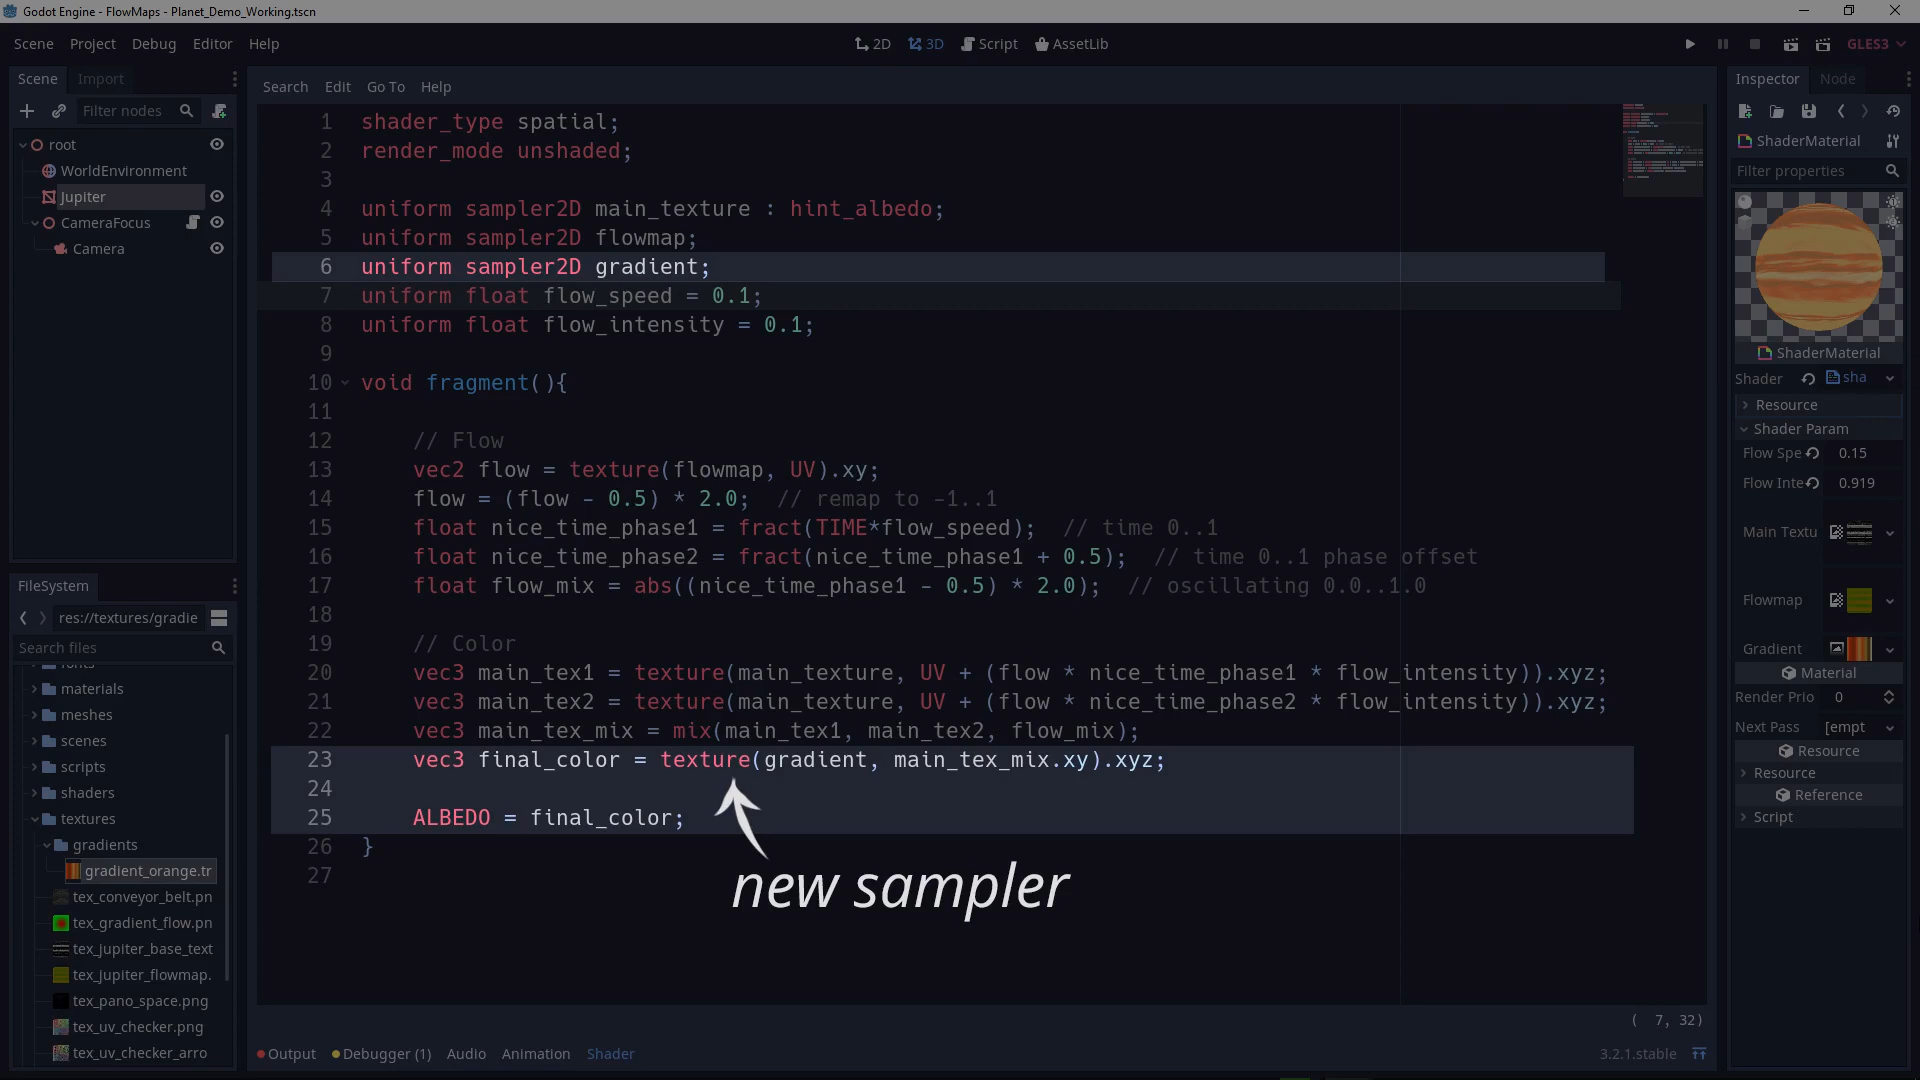 Godot Engine - FlowMaps - Planet_Demo_Working.tscn
Scene Project Debug Editor Help
2D 3D Script AssetLib
GLES3
Scene Import
Filter nodes
root
WorldEnvironment
Jupiter
CameraFocus
Camera
FileSystem
res://textures/gradie
Search files
fonts
materials
meshes
scenes
scripts
shaders
textures
gradients
gradient_orange.tr
tex_conveyor_belt.pn
tex_gradient_flow.pn
tex_jupiter_base_text
tex_jupiter_flowmap.
tex_pano_space.png
tex_uv_checker.png
tex_uv_checker_arro
Search Edit Go To Help
1 shader_type spatial;
2 render_mode unshaded;
3
4 uniform sampler2D main_texture : hint_albedo;
5 uniform sampler2D flowmap;
6 uniform sampler2D gradient;
7 uniform float flow_speed = 0.1;
8 uniform float flow_intensity = 0.1;
9
10 void fragment(){
11
12 // Flow
13 vec2 flow = texture(flowmap, UV).xy;
14 flow = (flow - 0.5) * 2.0; // remap to -1..1
15 float nice_time_phase1 = fract(TIME*flow_speed); // time 0..1
16 float nice_time_phase2 = fract(nice_time_phase1 + 0.5); // time 0..1 phase offset
17 float flow_mix = abs((nice_time_phase1 - 0.5) * 2.0); // oscillating 0.0..1.0
18
19 // Color
20 vec3 main_tex1 = texture(main_texture, UV + (flow * nice_time_phase1 * flow_intensity)).xyz;
21 vec3 main_tex2 = texture(main_texture, UV + (flow * nice_time_phase2 * flow_intensity)).xyz;
22 vec3 main_tex_mix = mix(main_tex1, main_tex2, flow_mix);
23 vec3 final_color = texture(gradient, main_tex_mix.xy).xyz;
24
25 ALBEDO = final_color;
26 }
27
new sampler
( 7, 32)
Output Debugger (1) Audio Animation Shader
3.2.1.stable
Inspector Node
ShaderMaterial
Filter properties
ShaderMaterial
Shader sha
Resource
Shader Param
Flow Spe 0.15
Flow Inte 0.919
Main Textu
Flowmap
Gradient
Material
Render Prio 0
Next Pass [empt
Resource
Resource
Reference
Script